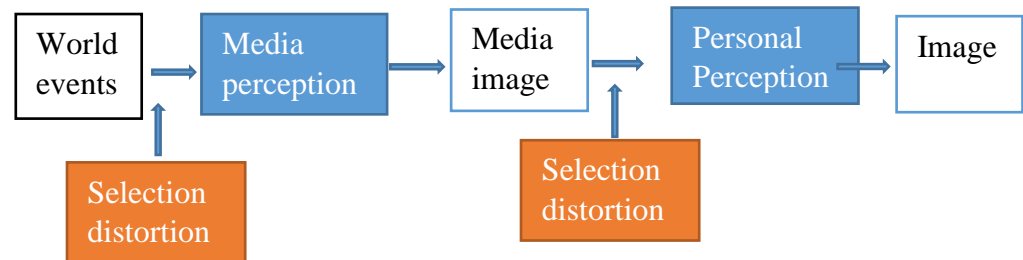 World
events
Media
perception
Media
image
Personal
Perception
Image
Selection
distortion
Selection
distortion